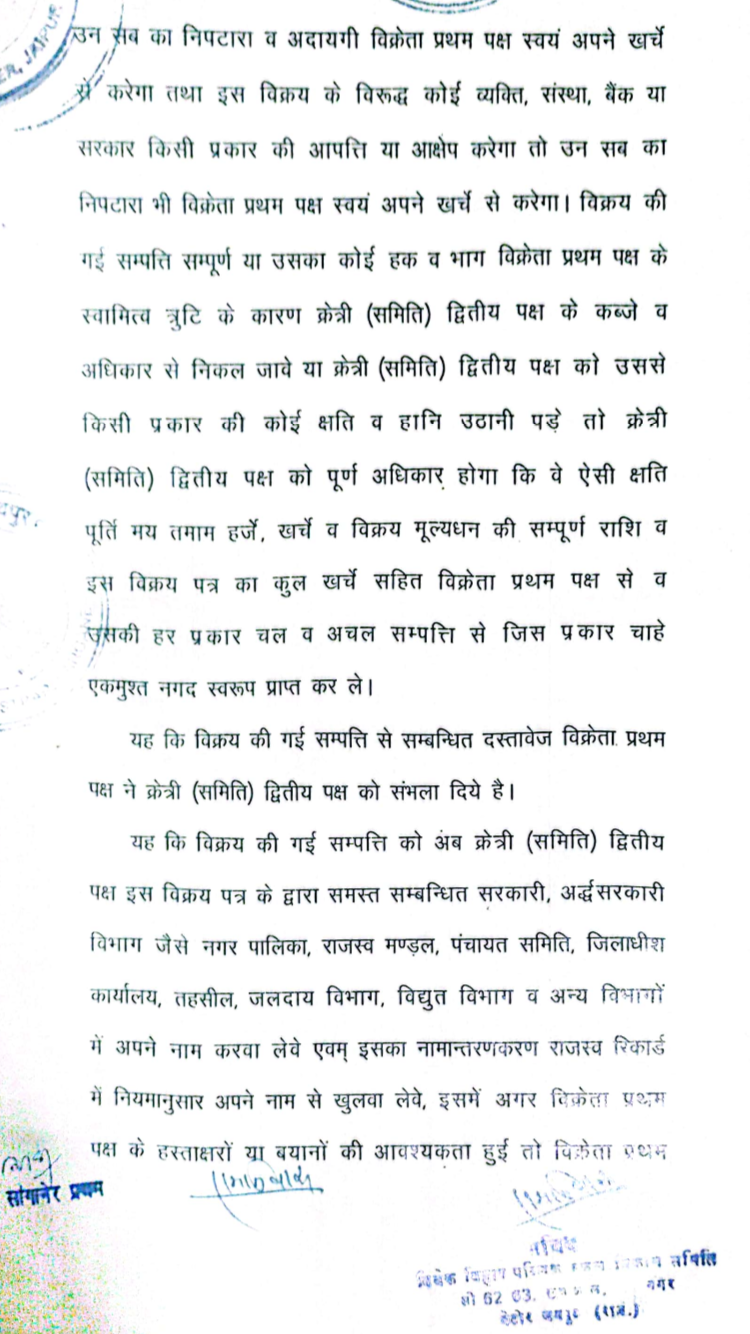 उन सब का निपटारा व अदायगी विक्रेता प्रथम पक्ष स्वयं अपने खर्चे
ER, JAIPUR
से करेगा तथा इस विक्रय के विरूद्ध कोई व्यक्ति, संस्था, बैंक या
सरकार किसी प्रकार की आपत्ति या आक्षेप करेगा तो उन सब का
निपटारा भी विक्रेता प्रथम पक्ष स्वयं अपने खर्चे से करेगा। विक्रय की
गई सम्पति सम्पूर्ण या उसका कोई हक व भाग विक्रेता प्रथम पक्ष के
स्वामित्व त्रुटि के कारण क्रेत्री (समिति) द्वितीय पक्ष के कब्जे व
अधिकार से निकल जावे या क्रेत्री (समिति) द्वितीय पक्ष को उससे
किसी प्रकार की कोई क्षति व हानि उठानी पड़े तो क्रेत्री
(समिति) द्वितीय पक्ष को पूर्ण अधिकार होगा कि वे ऐसी क्षति
पूर्ति मय तमाम हर्जे, खर्चे व विक्रय मूल्यधन की सम्पूर्ण राशि व
इस विक्रय पत्र का कुल खर्चे सहित विक्रेता प्रथम पक्ष से व
उसकी हर प्रकार चल व अचल सम्पत्ति से जिस प्रकार चाहे
एकमुश्त नगद स्वरूप प्राप्त कर ले।
यह कि विक्रय की गई सम्पत्ति से सम्बन्धित दस्तावेज विक्रेता प्रथम
पक्ष ने क्रेत्री (समिति) द्वितीय पक्ष को संभला दिये है।
यह कि विक्रय की गई सम्पत्ति को अब क्रेत्री (समिति) द्वितीय
पक्ष इस विक्रय पत्र के द्वारा समस्त सम्बन्धित सरकारी, अर्द्धसरकारी
विभाग जैसे नगर पालिका, राजस्व मण्डल, पंचायत समिति, जिलाधीश
कार्यालय, तहसील, जलदाय विभाग, विद्युत विभाग व अन्य विभागों
में अपने नाम करवा लेवे एवम् इसका नामान्तरणकरण राजस्व रिकार्ड
में नियमानुसार अपने नाम से खुलवा लेवे, इसमें अगर विक्रेता प्रथम
पक्ष के हस्ताक्षरों या बयानों की आवश्यकता हुई तो विक्रेता प्रथम
सांगानेर प्रथम
सचिव
विवेक विहार समिति
नगर
जयपुर (राज.)